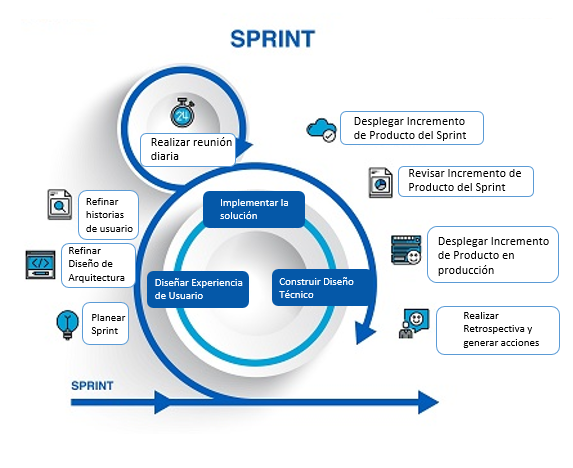 SPRINT
24
Realizar reunión
diaria
Desplegar Incremento
de Producto del Sprint
Revisar Incremento de
Producto del Sprint
Refinar
historias
de usuario
Implementar la
solución
Refinar
Diseño de
Arquitectura
Desplegar Incremento
de Producto en
producción
Diseñar Experiencia
de Usuario
Construir Diseño
Técnico
Planear
Sprint
Realizar
Retrospectiva y
generar acciones
SPRINT